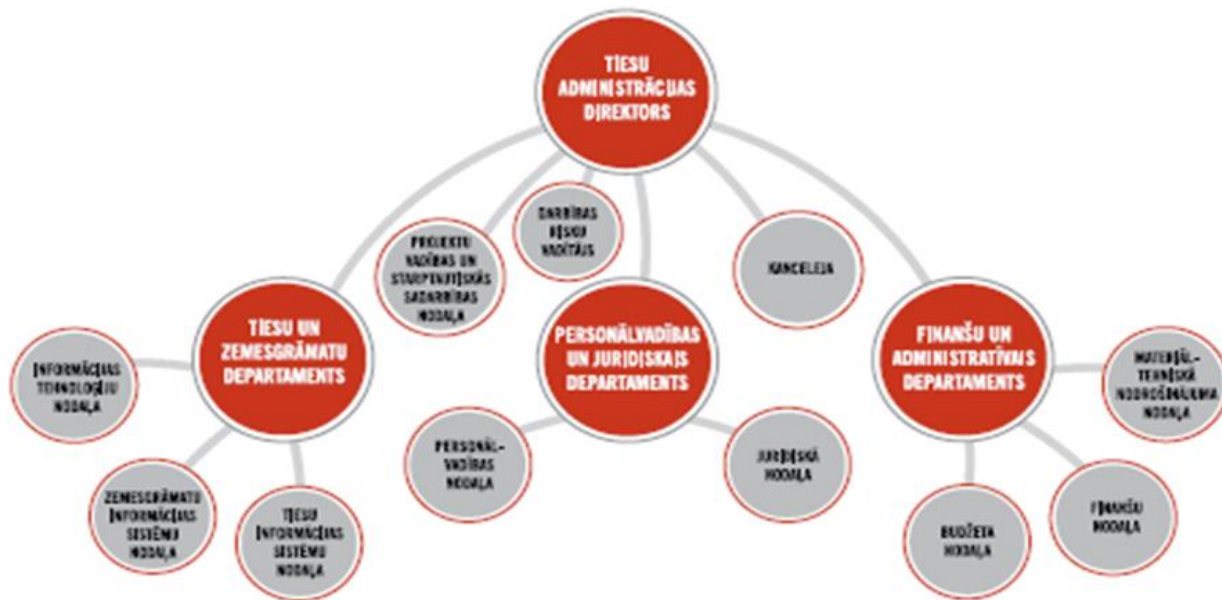 TIESU
ADMINISTRĀCIJAS
DIREKTORS
DARBĪBAS
RISKU
VADĪTĀJS
PROJEKTU
VADĪBAS UN
STARPTAUTISKĀS
SADARBĪBAS
NODAĻA
KANCELEJA
TIESU UN
ZEMESGRĀMATU
DEPARTAMENTS
PERSONĀLVADĪBAS
UN JURIDISKAIS
DEPARTAMENTS
FINANŠU UN
ADMINISTRATĪVAIS
DEPARTAMENTS
INFORMĀCIJAS
TEHNOLOĢIJU
NODAĻA
MATERIĀL-
TEHNISKĀ
NODROŠINĀJUMA
NODAĻA
PERSONĀL-
VADĪBAS
NODAĻA
JURIDISKĀ
NODAĻA
ZEMESGRĀMATU
INFORMĀCIJAS
SISTĒMU
NODAĻA
TIESU
INFORMĀCIJAS
SISTĒMU
NODAĻA
BUDŽETA
NODAĻA
FINANŠU
NODAĻA